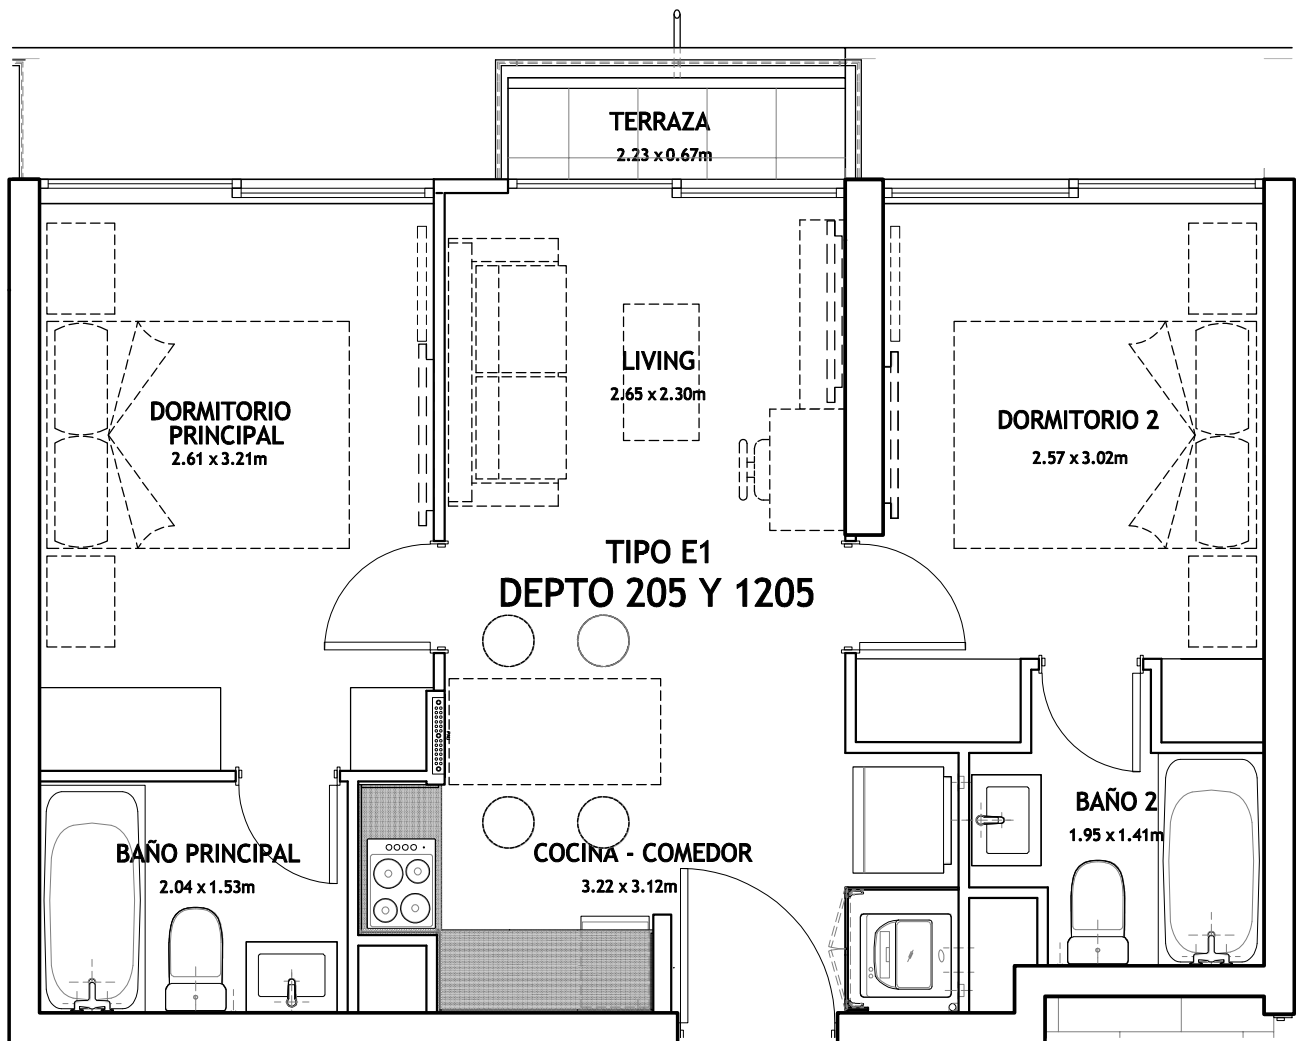 TERRAZA
2.23 x 0.67m
LIVING
2.65 x 2.30m
DORMITORIO
PRINCIPAL
2.61 x 3.21m
DORMITORIO 2
2.57 x 3.02m
TIPO E1
DEPTO 205 Y 1205
BAÑO 2
1.95 x 1.41m
BAÑO PRINCIPAL
2.04 x 1.53m
COCINA - COMEDOR
3.22 x 3.12m